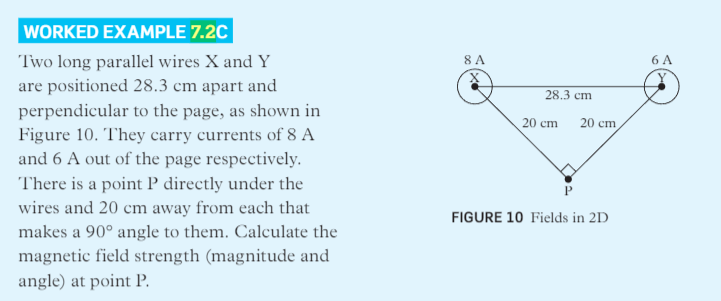 WORKED EXAMPLE 7.2C
Two long parallel wires X and Y
are positioned 28.3 cm apart and
perpendicular to the page, as shown in
Figure 10. They carry currents of 8 A
and 6 A out of the page respectively.
There is a point P directly under the
wires and 20 cm away from each that
makes a 90° angle to them. Calculate the
magnetic field strength (magnitude and
angle) at point P.
8 A
6 A
X
Y
28.3 cm
20 cm
20 cm
P
FIGURE 10 Fields in 2D